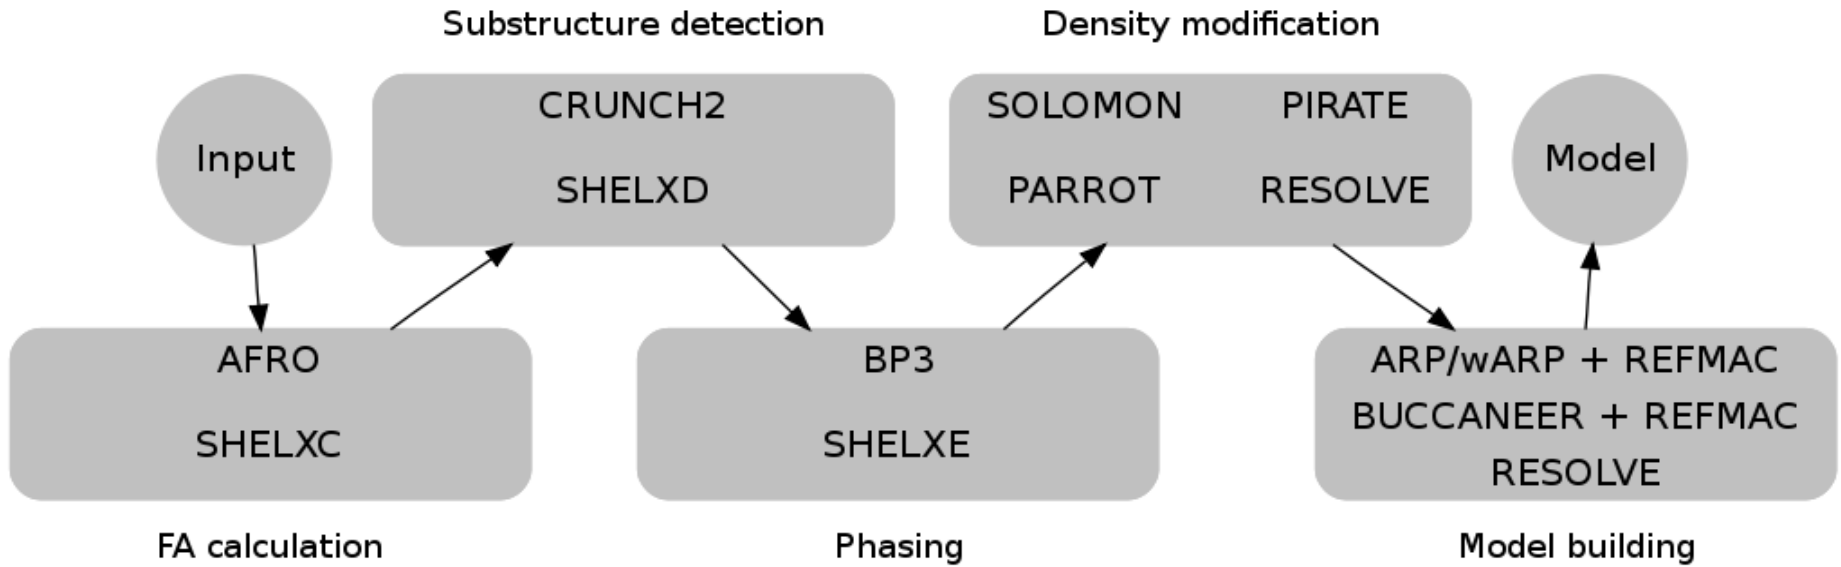 Substructure detection
Density modification
Input
CRUNCH2
SHELXD
SOLOMON PIRATE
PARROT RESOLVE
Model
AFRO
SHELXC
BP3
SHELXE
ARP/wARP + REFMAC
BUCCANEER + REFMAC
RESOLVE
FA calculation
Phasing
Model building